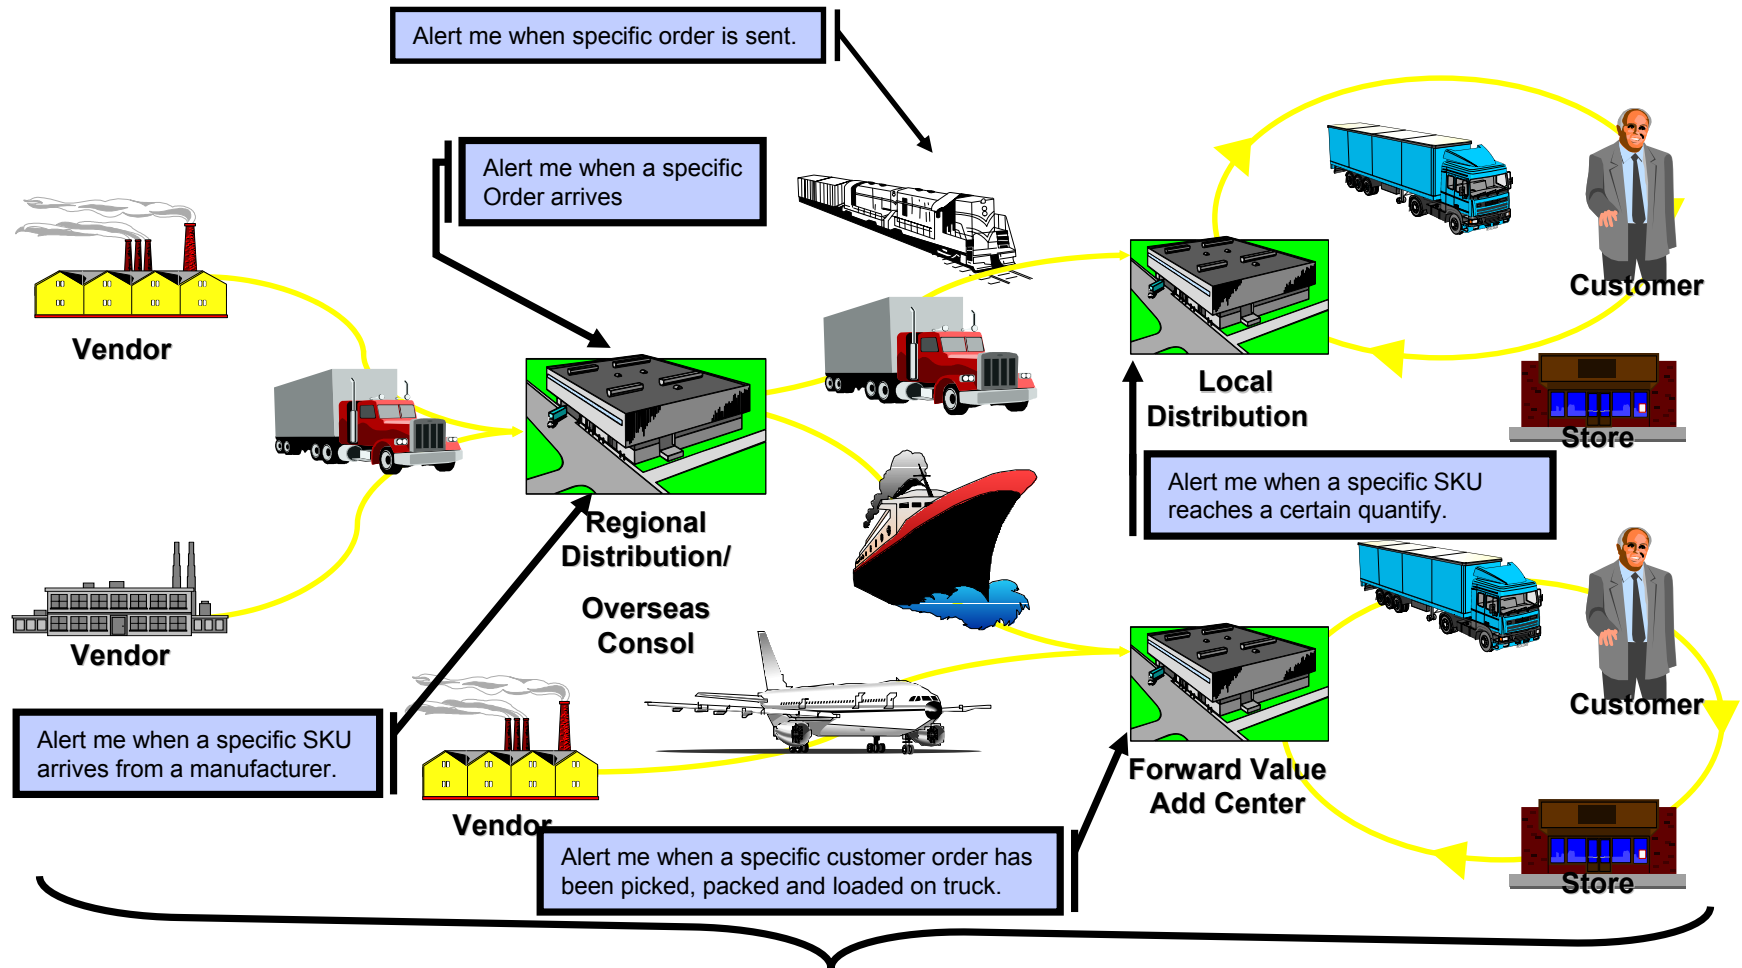 Alert me when specific order is sent.
Alert me when a specific
Order arrives
Customer
Vendor
Local
Distribution
Store
Alert me when a specific SKU
reaches a certain quantify.
Regional
Distribution/
Overseas
Consol
Vendor
Customer
Alert me when a specific SKU
arrives from a manufacturer.
Forward Value
Add Center
Vendor
Alert me when a specific customer order has
been picked, packed and loaded on truck.
Store